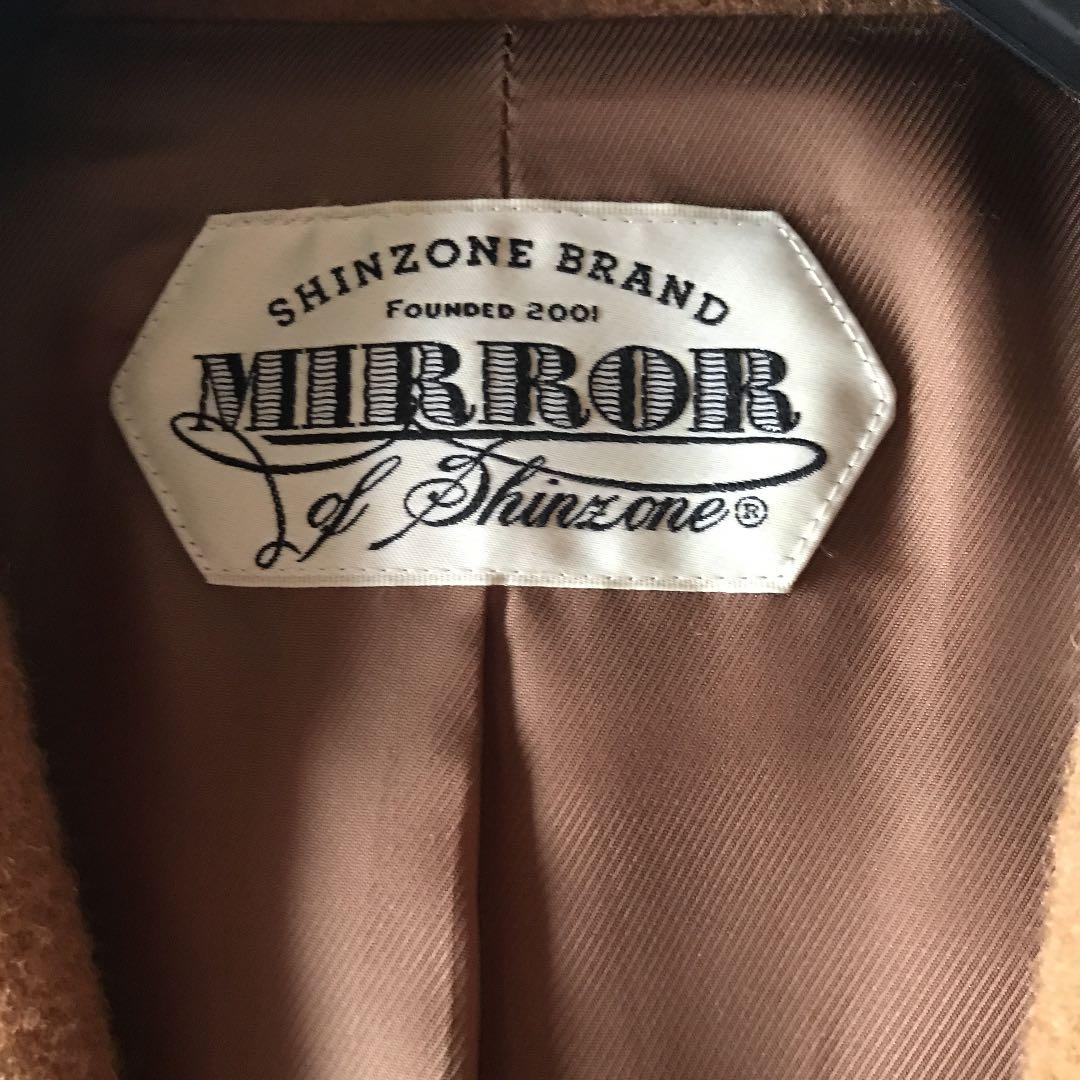 SHINZONE BRAND
FOUNDED 2001
MIRROR
of Shinzone®